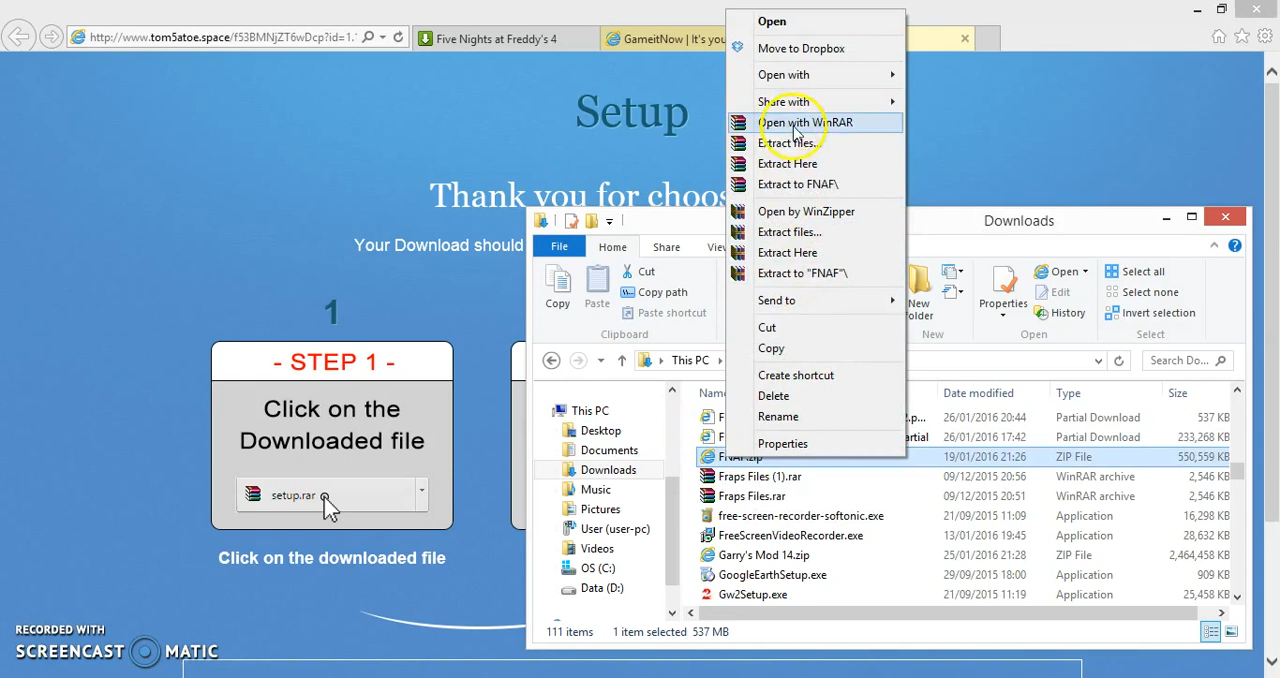 http://www.tom5atoe.space/f53BMNjZT6wDcp?id=1.
Five Nights at Freddy's 4
GameitNow | It's you
Setup
Thank you for choos
Your Download should
1
- STEP 1 -
Click on the
Downloaded file
setup.rar
Click on the downloaded file
RECORDED WITH
SCREENCAST MATIC
Open
Move to Dropbox
Open with
Share with
Open with WinRAR
Extract files...
Extract Here
Extract to FNAF\
Open by WinZipper
Extract files...
Extract Here
Extract to "FNAF"\
Send to
Cut
Copy
Create shortcut
Delete
Rename
Properties
Downloads
File
Home
Share
Vie
Copy
Paste
Cut
Copy path
Paste shortcut
Clipboard
New
folder
New
Properties
Open
Edit
History
Open
Select all
Select none
Invert selection
Select
This PC
Search Do...
This PC
Desktop
Documents
Downloads
Music
Pictures
User (user-pc)
Videos
OS (C:)
Data (D:)
Date modified
Type
Size
26/01/2016 20:44 Partial Download 537 KB
artial 26/01/2016 17:42 Partial Download 233,268 KB
FNAF.zip 19/01/2016 21:26 ZIP File 550,559 KB
Fraps Files (1).rar 09/12/2015 20:56 WinRAR archive 2,546 KB
Fraps Files.rar 09/12/2015 20:51 WinRAR archive 2,546 KB
free-screen-recorder-softonic.exe 21/09/2015 11:09 Application 16,298 KB
FreeScreenVideoRecorder.exe 13/01/2016 19:45 Application 28,632 KB
Garry's Mod 14.zip 25/01/2016 21:28 ZIP File 2,464,458 KB
GoogleEarthSetup.exe 29/09/2015 18:00 Application 909 KB
Gw2Setup.exe 21/09/2015 11:19 Application 25,458 KB
111 items 1 item selected 537 MB